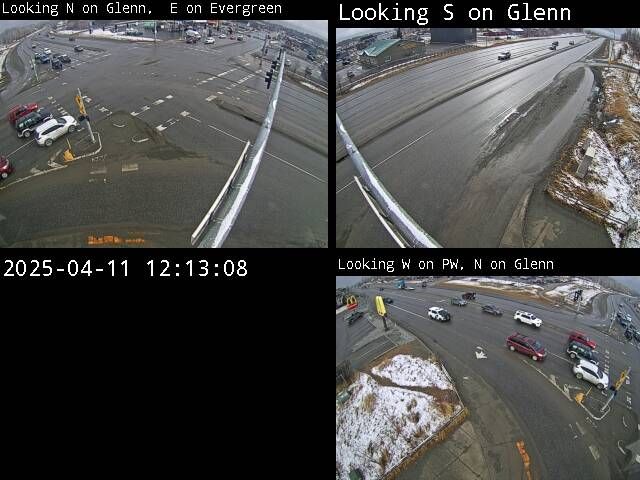 Looking N on Glenn, E on Evergreen
Looking S on Glenn
2025-04-11 12:13:08
Looking W on PW, N on Glenn